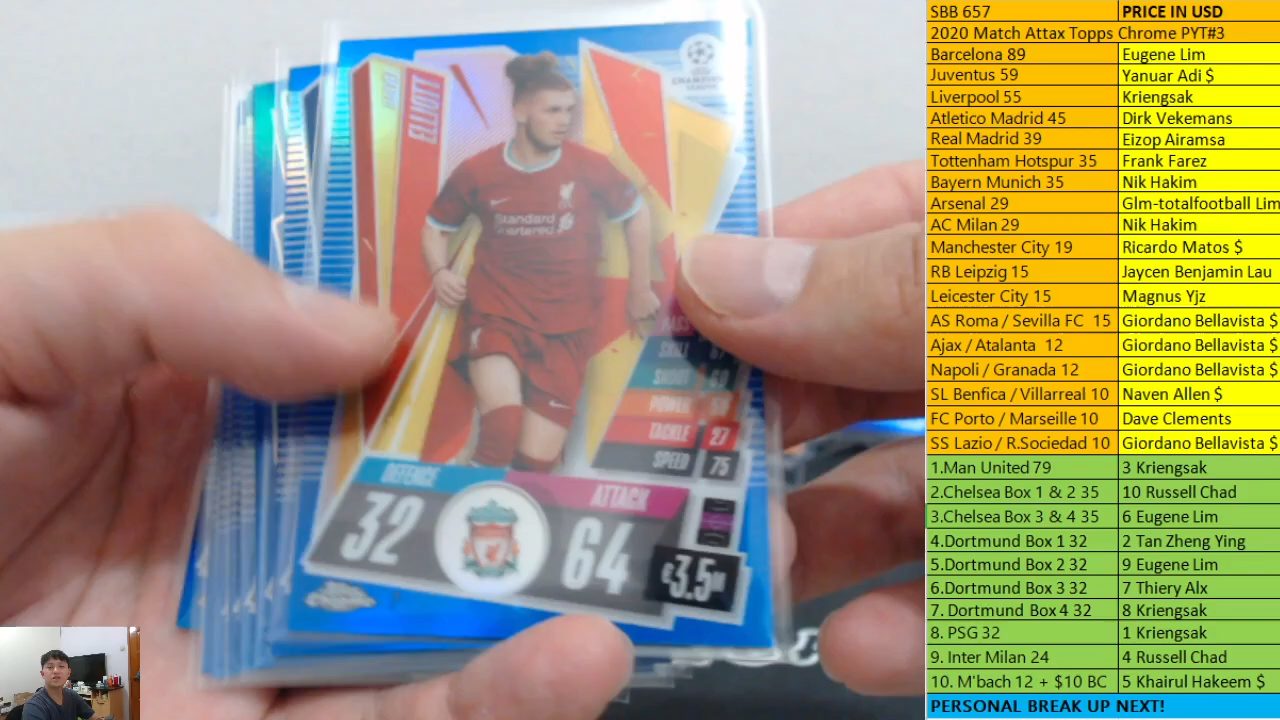 HARVEY
ELLIOTT
CHAMPIONS
LEAGUE
Standard
Chartered
SKILL 67
SHOOT 60
POWER
TACKLE 27
SPEED 75
DEFENCE
32
ATTACK
64
€3.5M
SBB 657 PRICE IN USD
2020 Match Attax Topps Chrome PYT#3
Barcelona 89 Eugene Lim
Juventus 59 Yanuar Adi $
Liverpool 55 Kriengsak
Atletico Madrid 45 Dirk Vekemans
Real Madrid 39 Eizop Airamsa
Tottenham Hotspur 35 Frank Farez
Bayern Munich 35 Nik Hakim
Arsenal 29 Glm-totalfootball Lim
AC Milan 29 Nik Hakim
Manchester City 19 Ricardo Matos $
RB Leipzig 15 Jaycen Benjamin Lau
Leicester City 15 Magnus Yjz
AS Roma / Sevilla FC 15 Giordano Bellavista $
Ajax / Atalanta 12 Giordano Bellavista $
Napoli / Granada 12 Giordano Bellavista $
SL Benfica / Villarreal 10 Naven Allen $
FC Porto / Marseille 10 Dave Clements
SS Lazio / R.Sociedad 10 Giordano Bellavista $
1.Man United 79 3 Kriengsak
2.Chelsea Box 1 & 2 35 10 Russell Chad
3.Chelsea Box 3 & 4 35 6 Eugene Lim
4.Dortmund Box 1 32 2 Tan Zheng Ying
5.Dortmund Box 2 32 9 Eugene Lim
6.Dortmund Box 3 32 7 Thiery Alx
7. Dortmund Box 4 32 8 Kriengsak
8. PSG 32 1 Kriengsak
9. Inter Milan 24 4 Russell Chad
10. M'bach 12 + $10 BC 5 Khairul Hakeem $
PERSONAL BREAK UP NEXT!